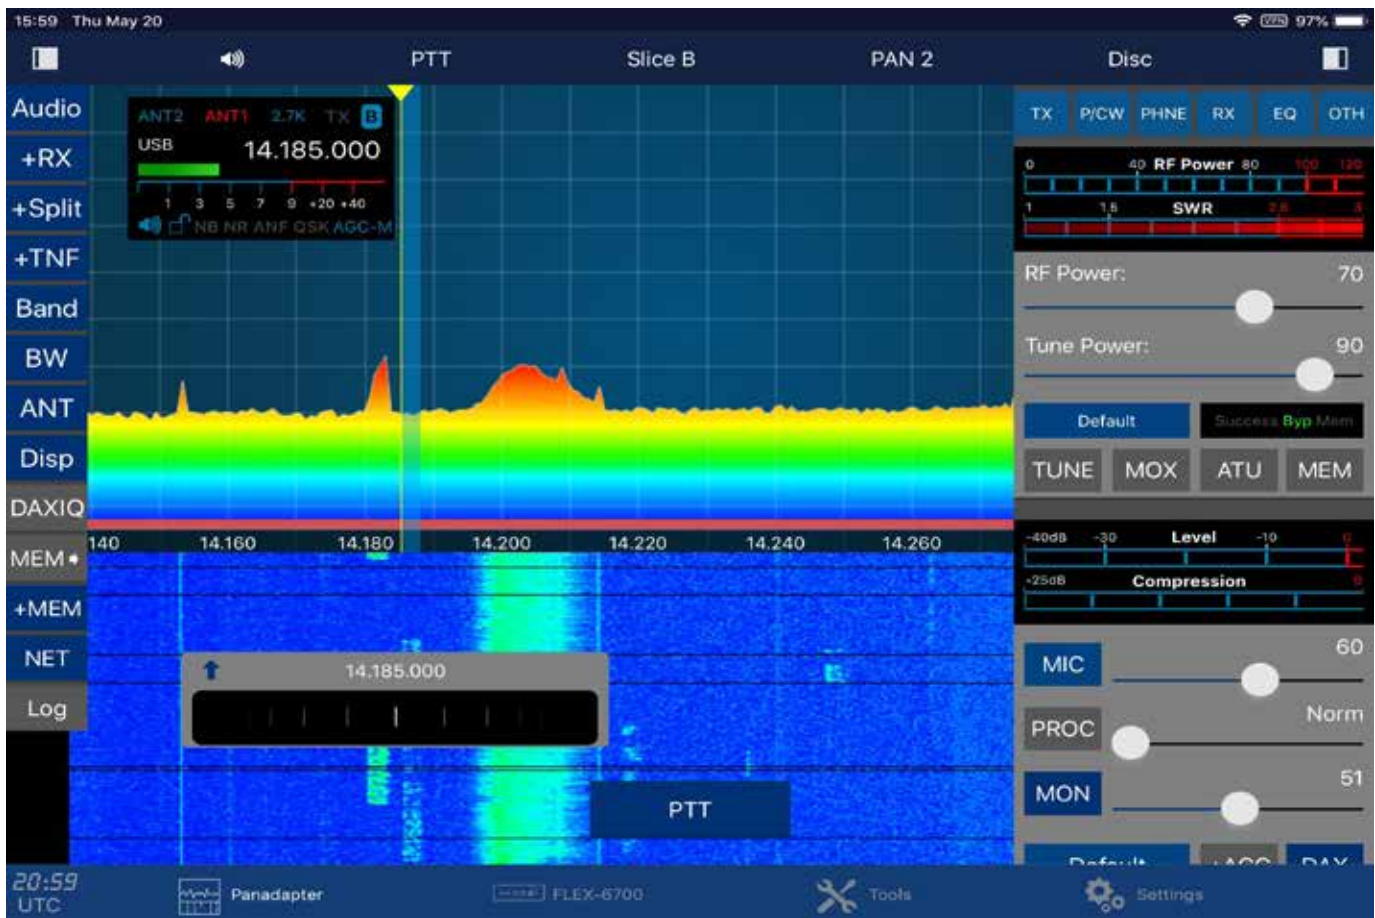 15:59 Thu May 20 VPN 97%
PTT Slice B PAN 2 Disc
Audio
+RX
+Split
+TNF
Band
BW
ANT
Disp
DAXIQ
MEM
+MEM
NET
Log
ANT2 ANT1 2.7K TX B
USB 14.185.000
1 3 5 7 9 +20 +40
NB NR ANF QSK AGC-M
140 14.160 14.180 14.200 14.220 14.240 14.260
14.185.000
PTT
TX P/CW PHNE RX EQ OTH
0 40 RF Power 80 100 120
1 1.5 SWR 2.5 3
RF Power: 70
Tune Power: 90
Default Success Byp Mem
TUNE MOX ATU MEM
-40dB -30 Level -10 0
-25dB Compression 0
MIC 60
PROC Norm
MON 51
Default +ACC DAX
20:59
UTC
Panadapter FLEX-6700 Tools Settings